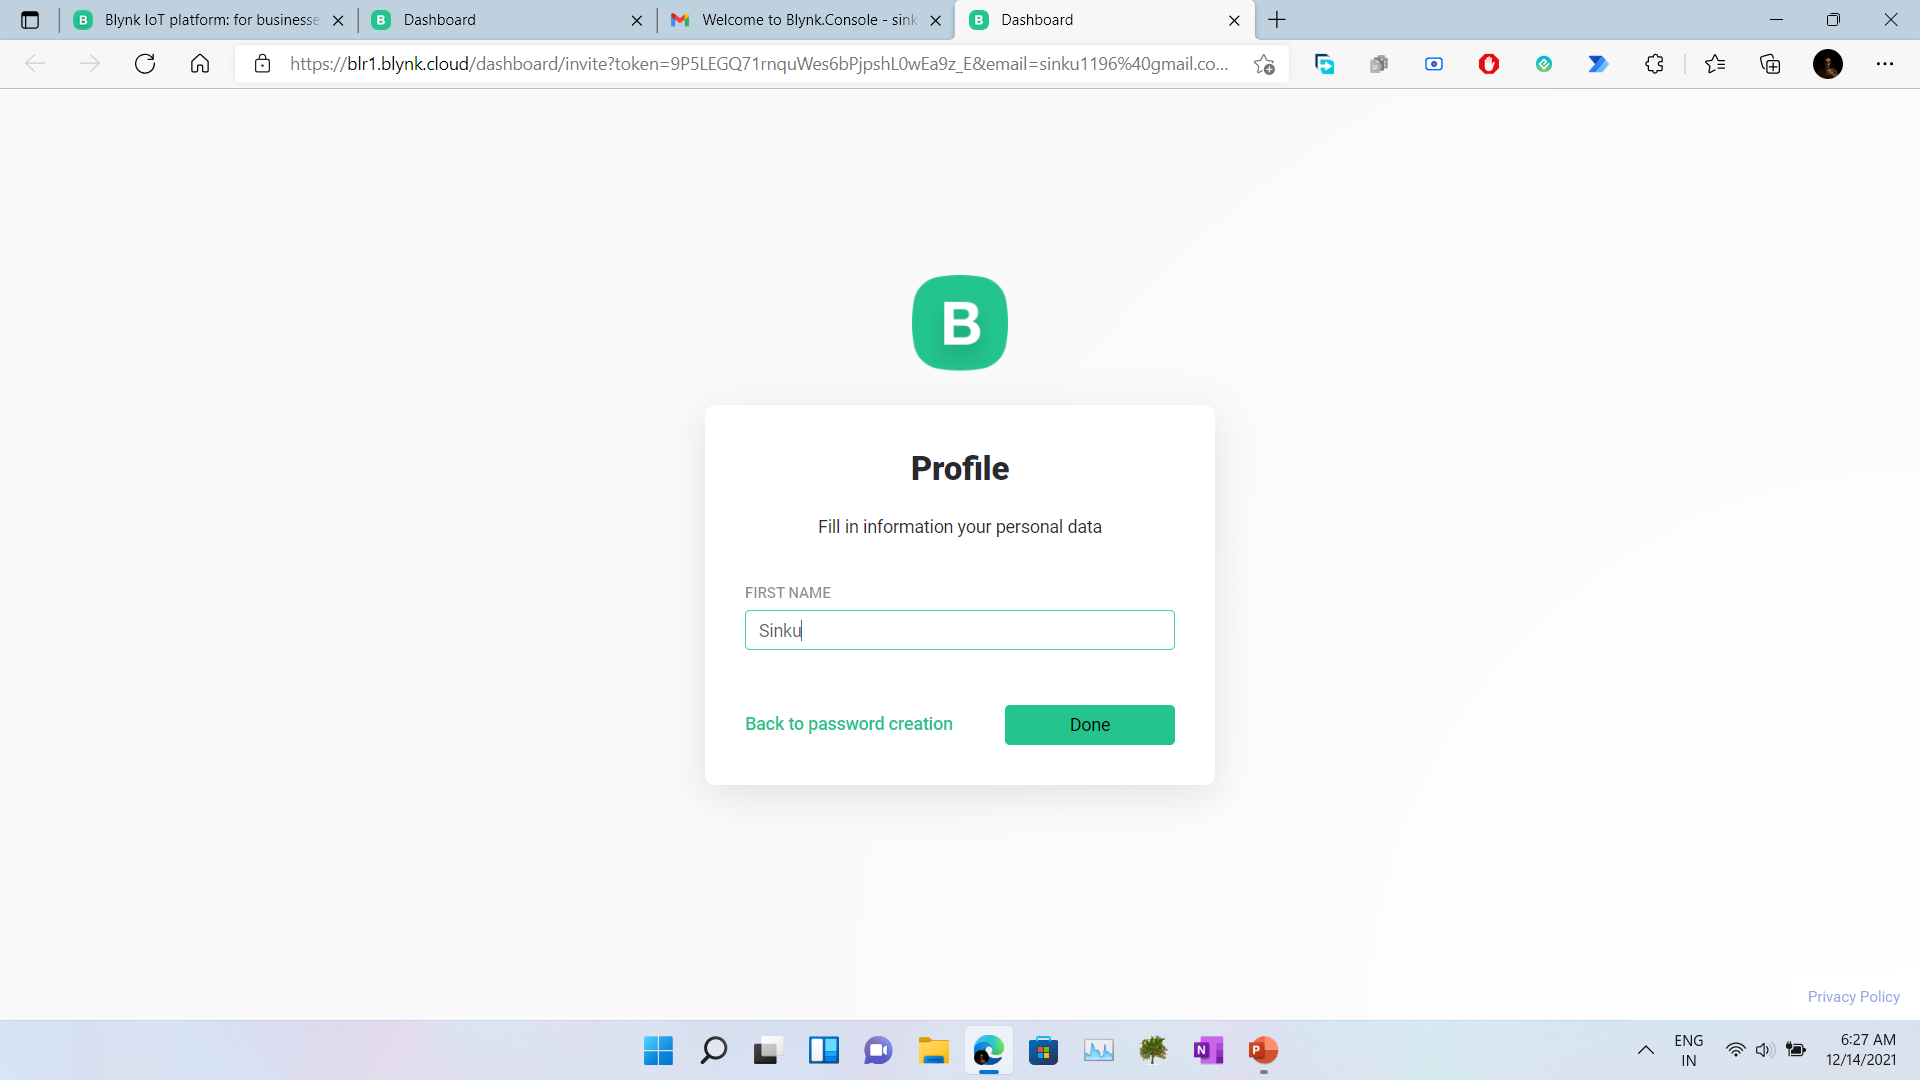 Blynk IoT platform: for businesse
Dashboard
Welcome to Blynk.Console - sink
Dashboard
https://blr1.blynk.cloud/dashboard/invite?token=9P5LEGQ71rnquWes6bPjpshL0wEa9z_E&email=sinku1196%40gmail.co...
B
Profile
Fill in information your personal data
FIRST NAME
Sinku
Back to password creation
Done
Privacy Policy
ENG
IN
6:27 AM
12/14/2021